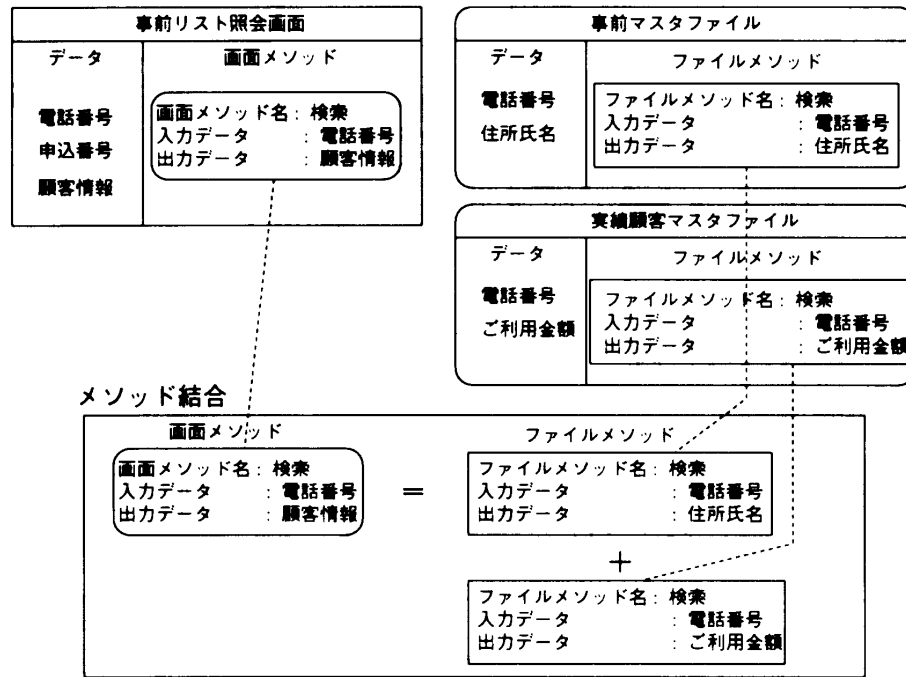 事前リスト照会画面
データ
画面メソッド
電話番号
申込番号
顧客情報
画面メソッド名: 検索
入力データ : 電話番号
出力データ : 顧客情報
事前マスタファイル
データ
ファイルメソッド
電話番号
住所氏名
ファイルメソッド名: 検索
入力データ : 電話番号
出力データ : 住所氏名
実績顧客マスタファイル
データ
ファイルメソッド
電話番号
ご利用金額
ファイルメソッド名: 検索
入力データ : 電話番号
出力データ : ご利用金額
メソッド結合
画面メソッド
ファイルメソッド
画面メソッド名: 検索
入力データ : 電話番号
出力データ : 顧客情報
=
ファイルメソッド名: 検索
入力データ : 電話番号
出力データ : 住所氏名
+
ファイルメソッド名: 検索
入力データ : 電話番号
出力データ : ご利用金額